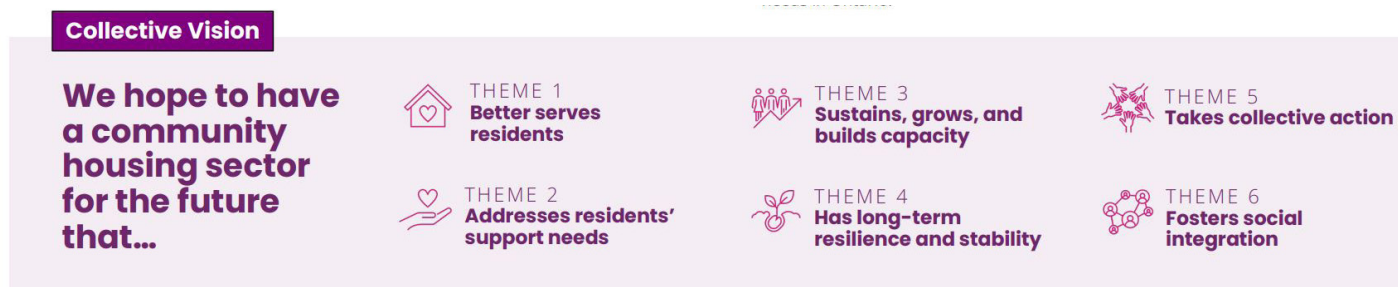 Collective Vision
We hope to have
a community
housing sector
for the future
that...
THEME 1
Better serves
residents
THEME 2
Addresses residents’
support needs
THEME 3
Sustains, grows, and
builds capacity
THEME 4
Has long-term
resilience and stability
THEME 5
Takes collective action
THEME 6
Fosters social
integration